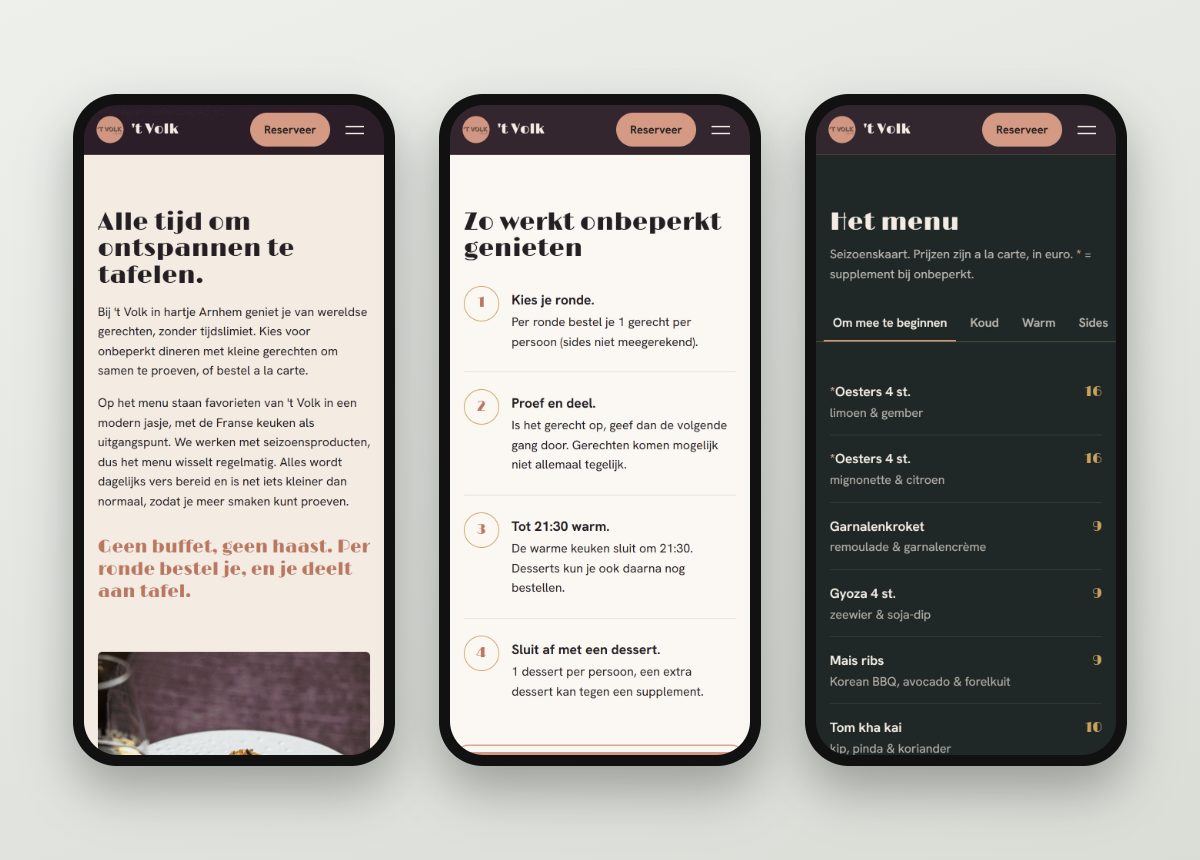 'T VOLK
't Volk
Reserveer
Alle tijd om
ontspannen te
tafelen.
Bij 't Volk in hartje Arnhem geniet je van wereldse
gerechten, zonder tijdslimiet. Kies voor
onbeperkt dineren met kleine gerechten om
samen te proeven, of bestel a la carte.
Op het menu staan favorieten van 't Volk in een
modern jasje, met de Franse keuken als
uitgangspunt. We werken met seizoensproducten,
dus het menu wisselt regelmatig. Alles wordt
dagelijks vers bereid en is net iets kleiner dan
normaal, zodat je meer smaken kunt proeven.
Geen buffet, geen haast. Per
ronde bestel je, en je deelt
aan tafel.
'T VOLK
't Volk
Reserveer
Zo werkt onbeperkt
genieten
1
Kies je ronde.
Per ronde bestel je 1 gerecht per
persoon (sides niet meegerekend).
2
Proef en deel.
Is het gerecht op, geef dan de volgende
gang door. Gerechten komen mogelijk
niet allemaal tegelijk.
3
Tot 21:30 warm.
De warme keuken sluit om 21:30.
Desserts kun je ook daarna nog
bestellen.
4
Sluit af met een dessert.
1 dessert per persoon, een extra
dessert kan tegen een supplement.
'T VOLK
't Volk
Reserveer
Het menu
Seizoenskaart. Prijzen zijn a la carte, in euro. * =
supplement bij onbeperkt.
Om mee te beginnen Koud Warm Sides
*Oesters 4 st. 16
limoen & gember
*Oesters 4 st. 16
mignonette & citroen
Garnalenkroket 9
remoulade & garnalencrème
Gyoza 4 st. 9
zeewier & soja-dip
Mais ribs 9
Korean BBQ, avocado & forelkuit
Tom kha kai 10
kip, pinda & koriander